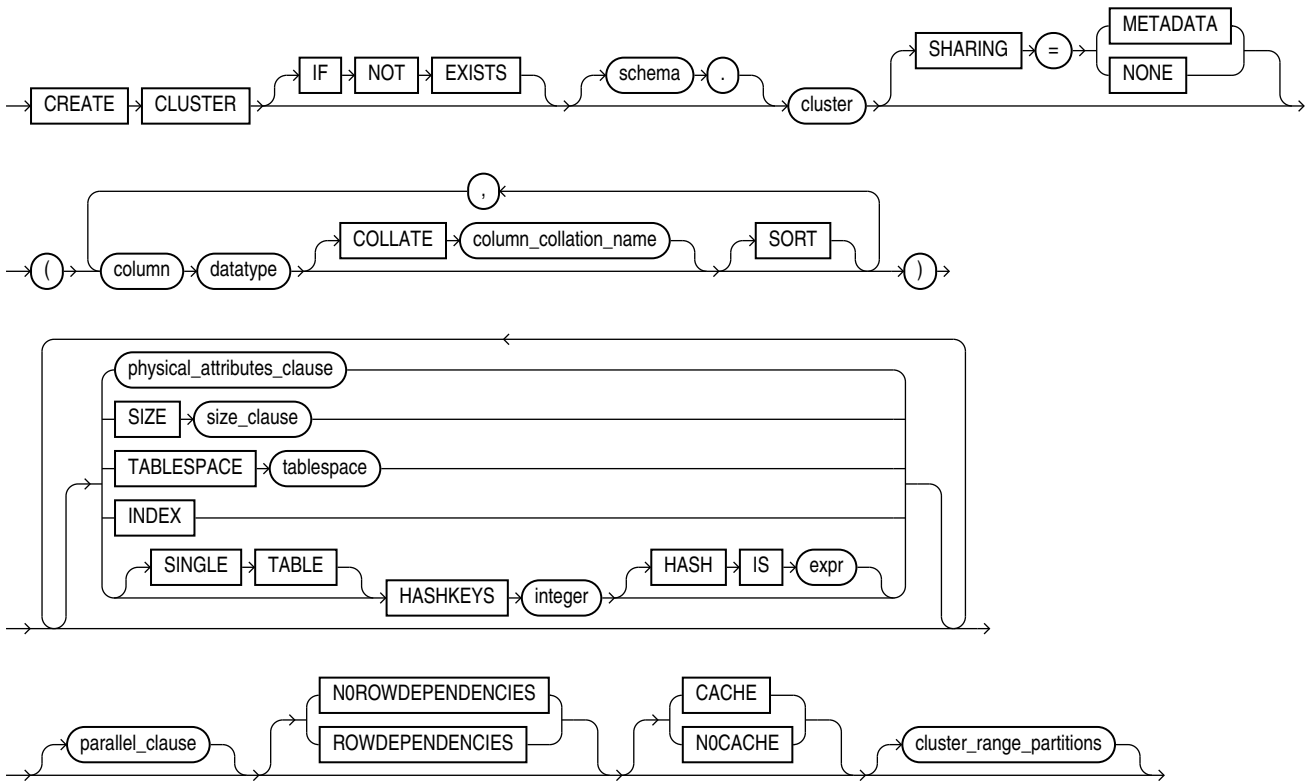 CREATE CLUSTER IF NOT EXISTS schema . cluster SHARING = METADATA
NONE
,
( column datatype COLLATE column_collation_name SORT )
physical_attributes_clause
SIZE size_clause
TABLESPACE tablespace
INDEX
SINGLE TABLE HASHKEYS integer HASH IS expr
parallel_clause N0ROWDEPENDENCIES CACHE cluster_range_partitions
ROWDEPENDENCIES N0CACHE